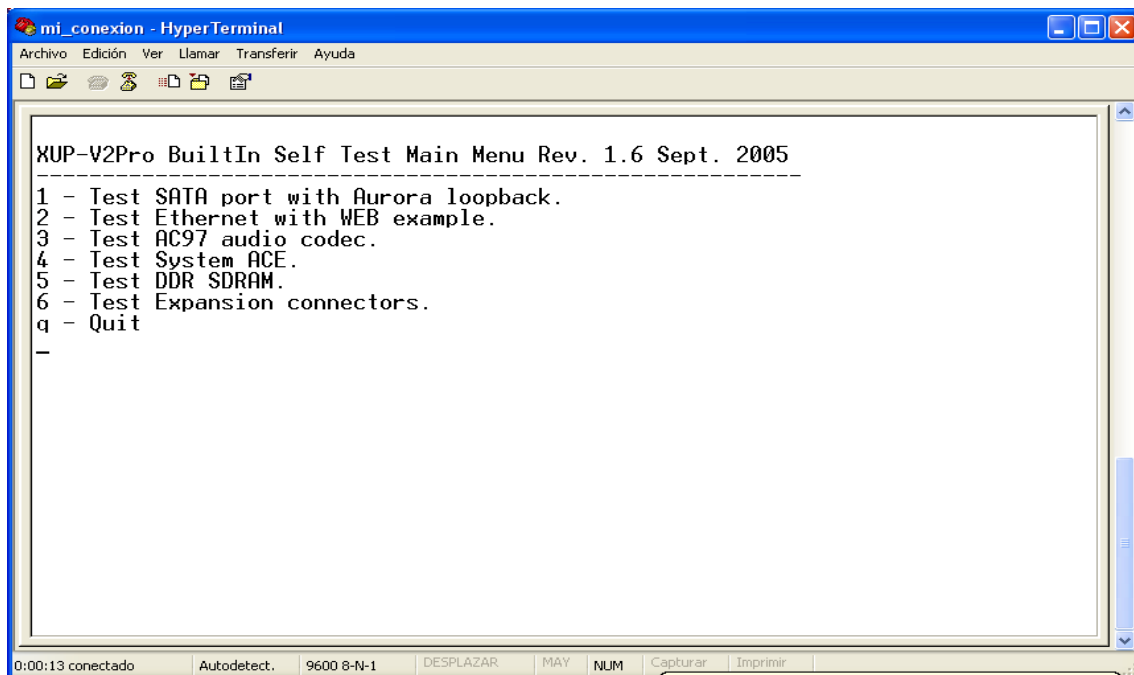 mi_conexion - HyperTerminal
Archivo Edición Ver Llamar Transferir Ayuda
XUP-V2Pro BuiltIn Self Test Main Menu Rev. 1.6 Sept. 2005
---------------------------------------------------------
1 - Test SATA port with Aurora loopback.
2 - Test Ethernet with WEB example.
3 - Test AC97 audio codec.
4 - Test System ACE.
5 - Test DDR SDRAM.
6 - Test Expansion connectors.
q - Quit
_
0:00:13 conectado Autodetect. 9600 8-N-1 DESPLAZAR MAY NUM Capturar Imprimir